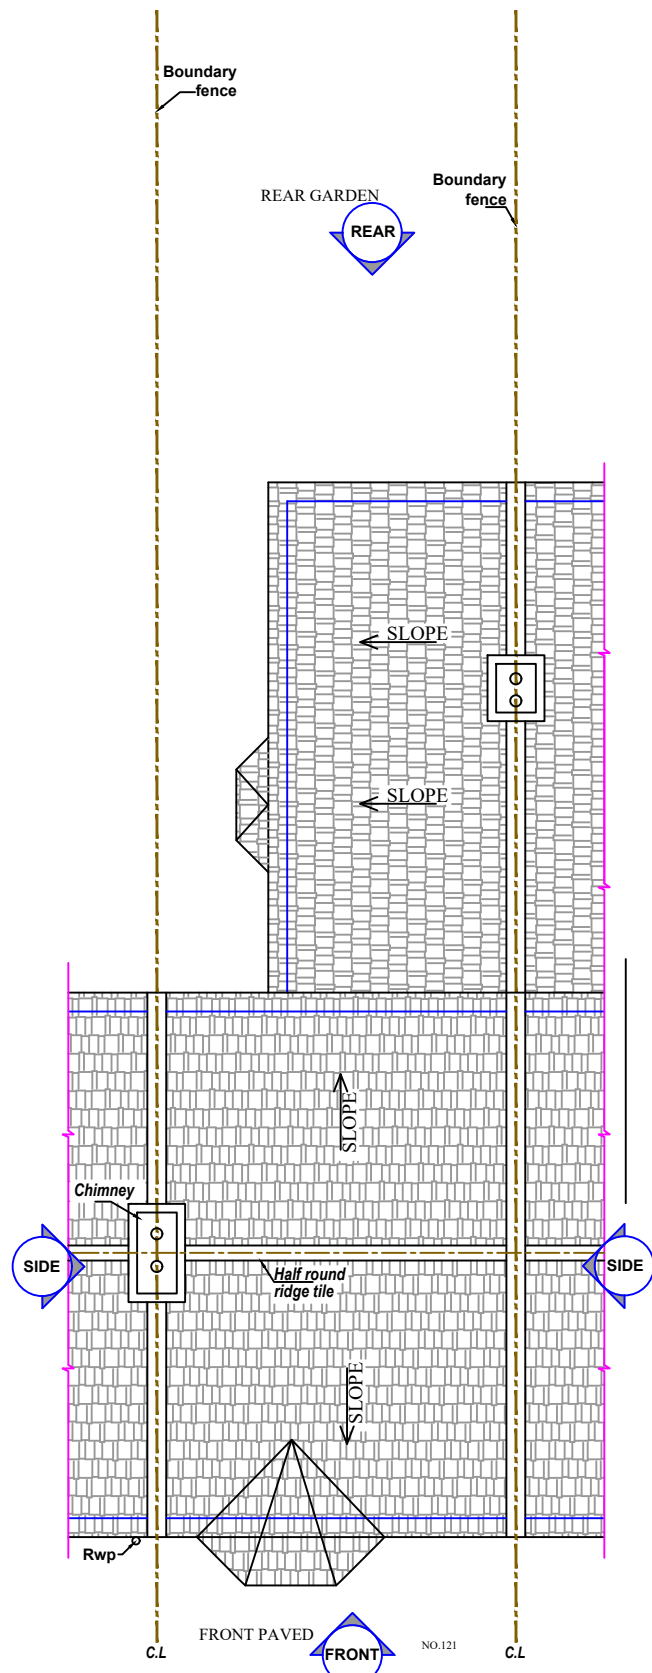 Boundary
fence
REAR GARDEN
Boundary
fence
REAR
SLOPE
SLOPE
SLOPE
Chimney
SIDE
SIDE
Half round
ridge tile
SLOPE
Rwp
FRONT PAVED
FRONT
NO.121
C.L
C.L